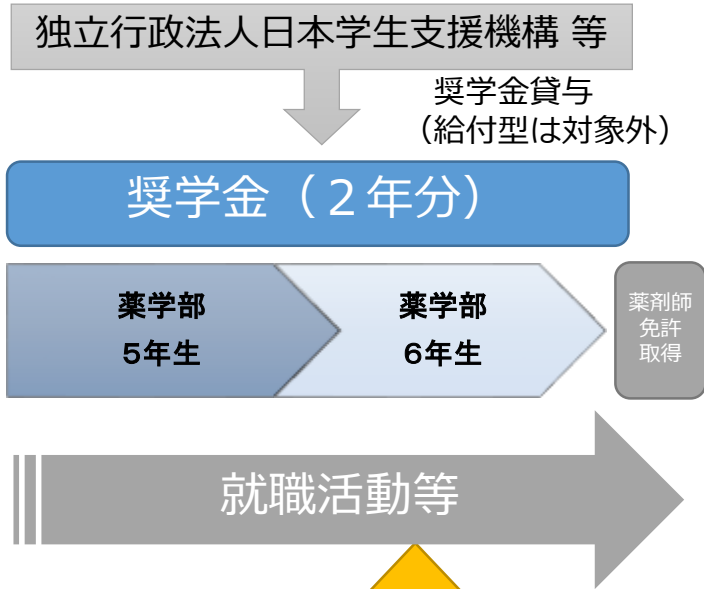 独立行政法人日本学生支援機構 等
奨学金貸与
（給付型は対象外）
奨学金（２年分）
薬学部
５年生
薬学部
６年生
薬剤師
免許
取得
就職活動等